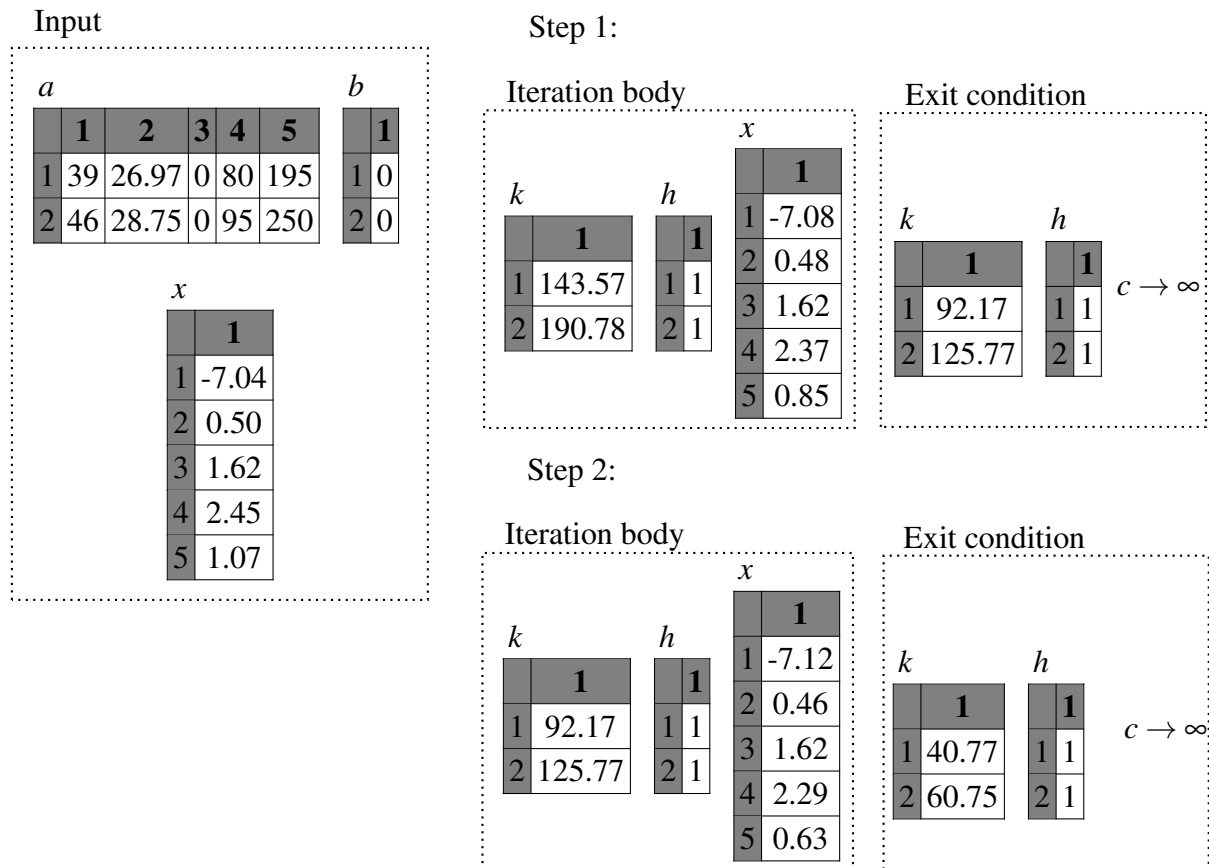 Input
a
1 2 3 4 5
1 39 26.97 0 80 195
2 46 28.75 0 95 250
b
1
1 0
2 0
x
1
1 -7.04
2 0.50
3 1.62
4 2.45
5 1.07
Step 1:
Iteration body
k
1
1 143.57
2 190.78
h
1
1 1
2 1
x
1
1 -7.08
2 0.48
3 1.62
4 2.37
5 0.85
Exit condition
k
1
1 92.17
2 125.77
h
1
1 1
2 1
c → ∞
Step 2:
Iteration body
k
1
1 92.17
2 125.77
h
1
1 1
2 1
x
1
1 -7.12
2 0.46
3 1.62
4 2.29
5 0.63
Exit condition
k
1
1 40.77
2 60.75
h
1
1 1
2 1
c → ∞